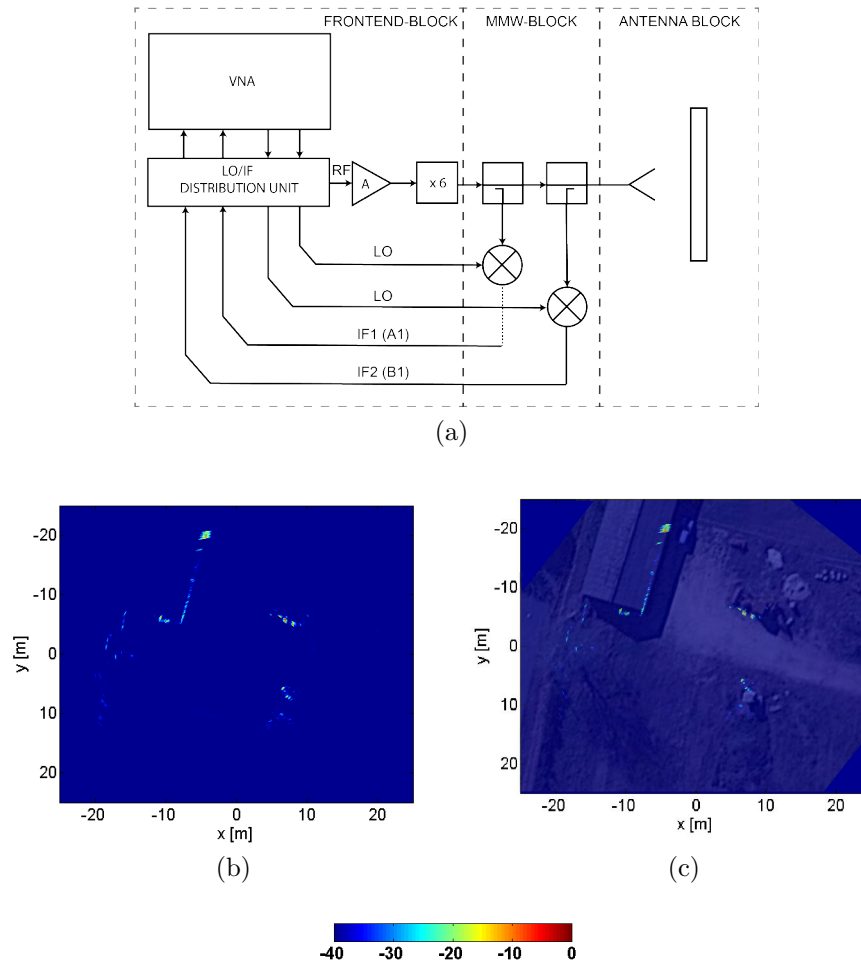 FRONTEND-BLOCK MMW-BLOCK ANTENNA BLOCK
VNA
LO/IF
DISTRIBUTION UNIT
RF
A
x 6
LO
LO
IF1 (A1)
IF2 (B1)
(a)
-20
-10
0
10
20
y [m]
-20 -10 0 10 20
x [m]
(b)
-20
-10
0
10
20
y [m]
-20 -10 0 10 20
x [m]
(c)
-40 -30 -20 -10 0